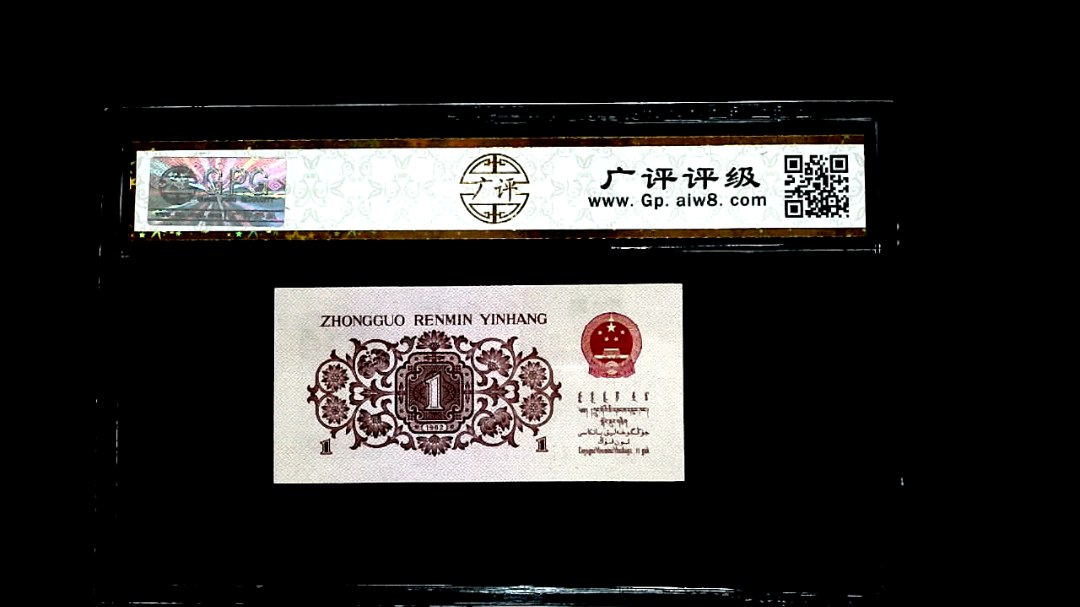 GPG
广评
广评评级
www. Gp. alw8. com
ZHONGGUO RENMIN YINHANG
1
1962
1
1